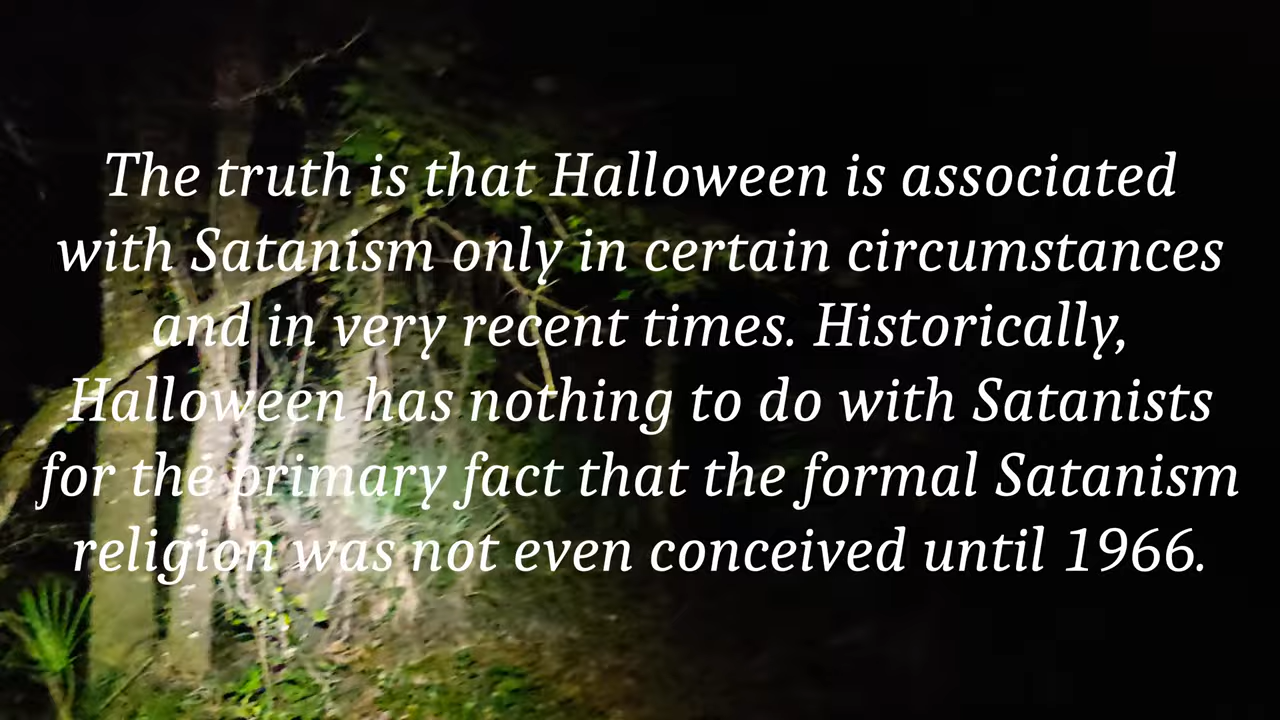 The truth is that Halloween is associated
with Satanism only in certain circumstances
and in very recent times. Historically,
Halloween has nothing to do with Satanists
for the primary fact that the formal Satanism
religion was not even conceived until 1966.